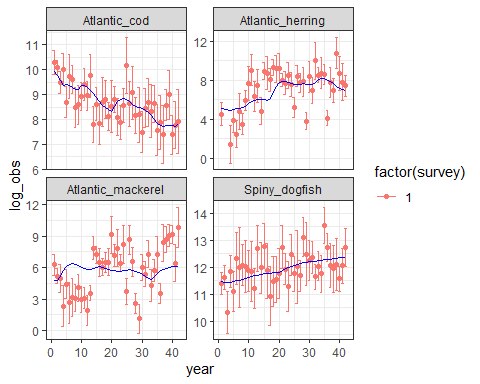 Atlantic_cod
Atlantic_herring
11
10
9
8
7
6
12
8
4
0
Atlantic_mackerel
Spiny_dogfish
12
9
6
3
0
14
13
12
11
10
0 10 20 30 40
0 10 20 30 40
log_obs
year
factor(survey)
1